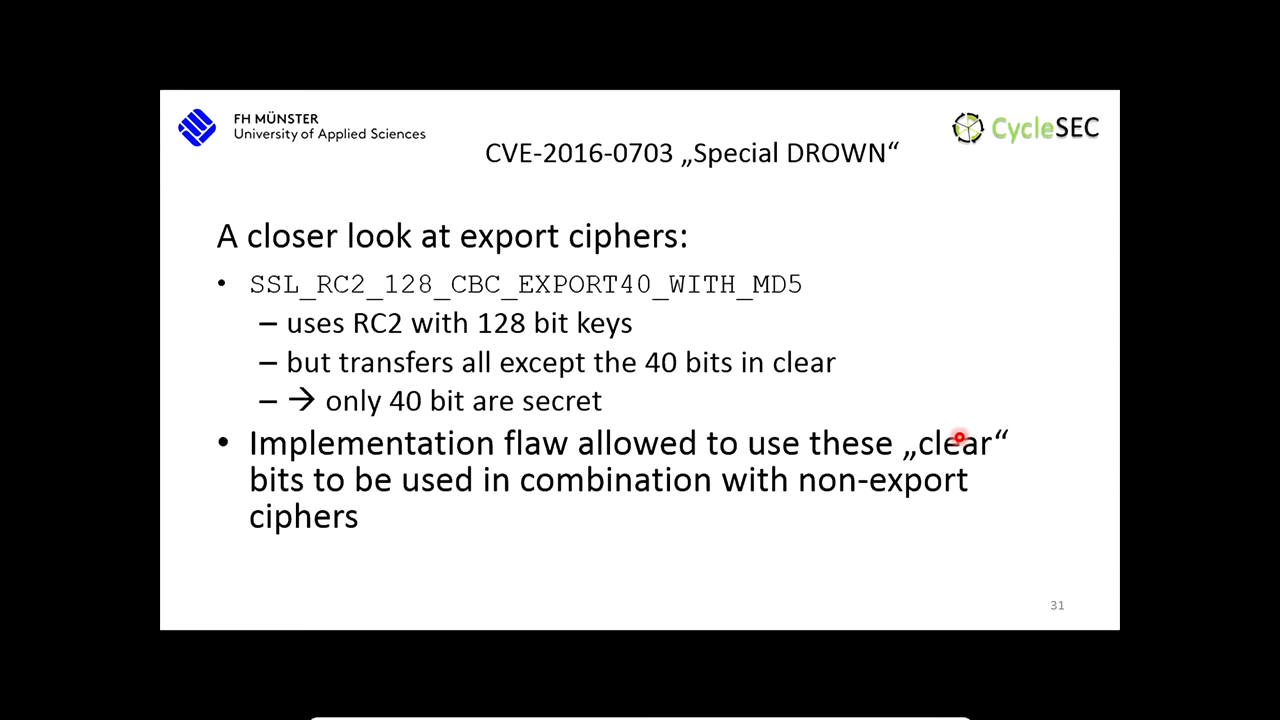 FH MÜNSTER
University of Applied Sciences
CycleSEC
CVE-2016-0703 „Special DROWN“
A closer look at export ciphers:
• SSL_RC2_128_CBC_EXPORT40_WITH_MD5
– uses RC2 with 128 bit keys
– but transfers all except the 40 bits in clear
– → only 40 bit are secret
• Implementation flaw allowed to use these „clear“
bits to be used in combination with non-export
ciphers
31